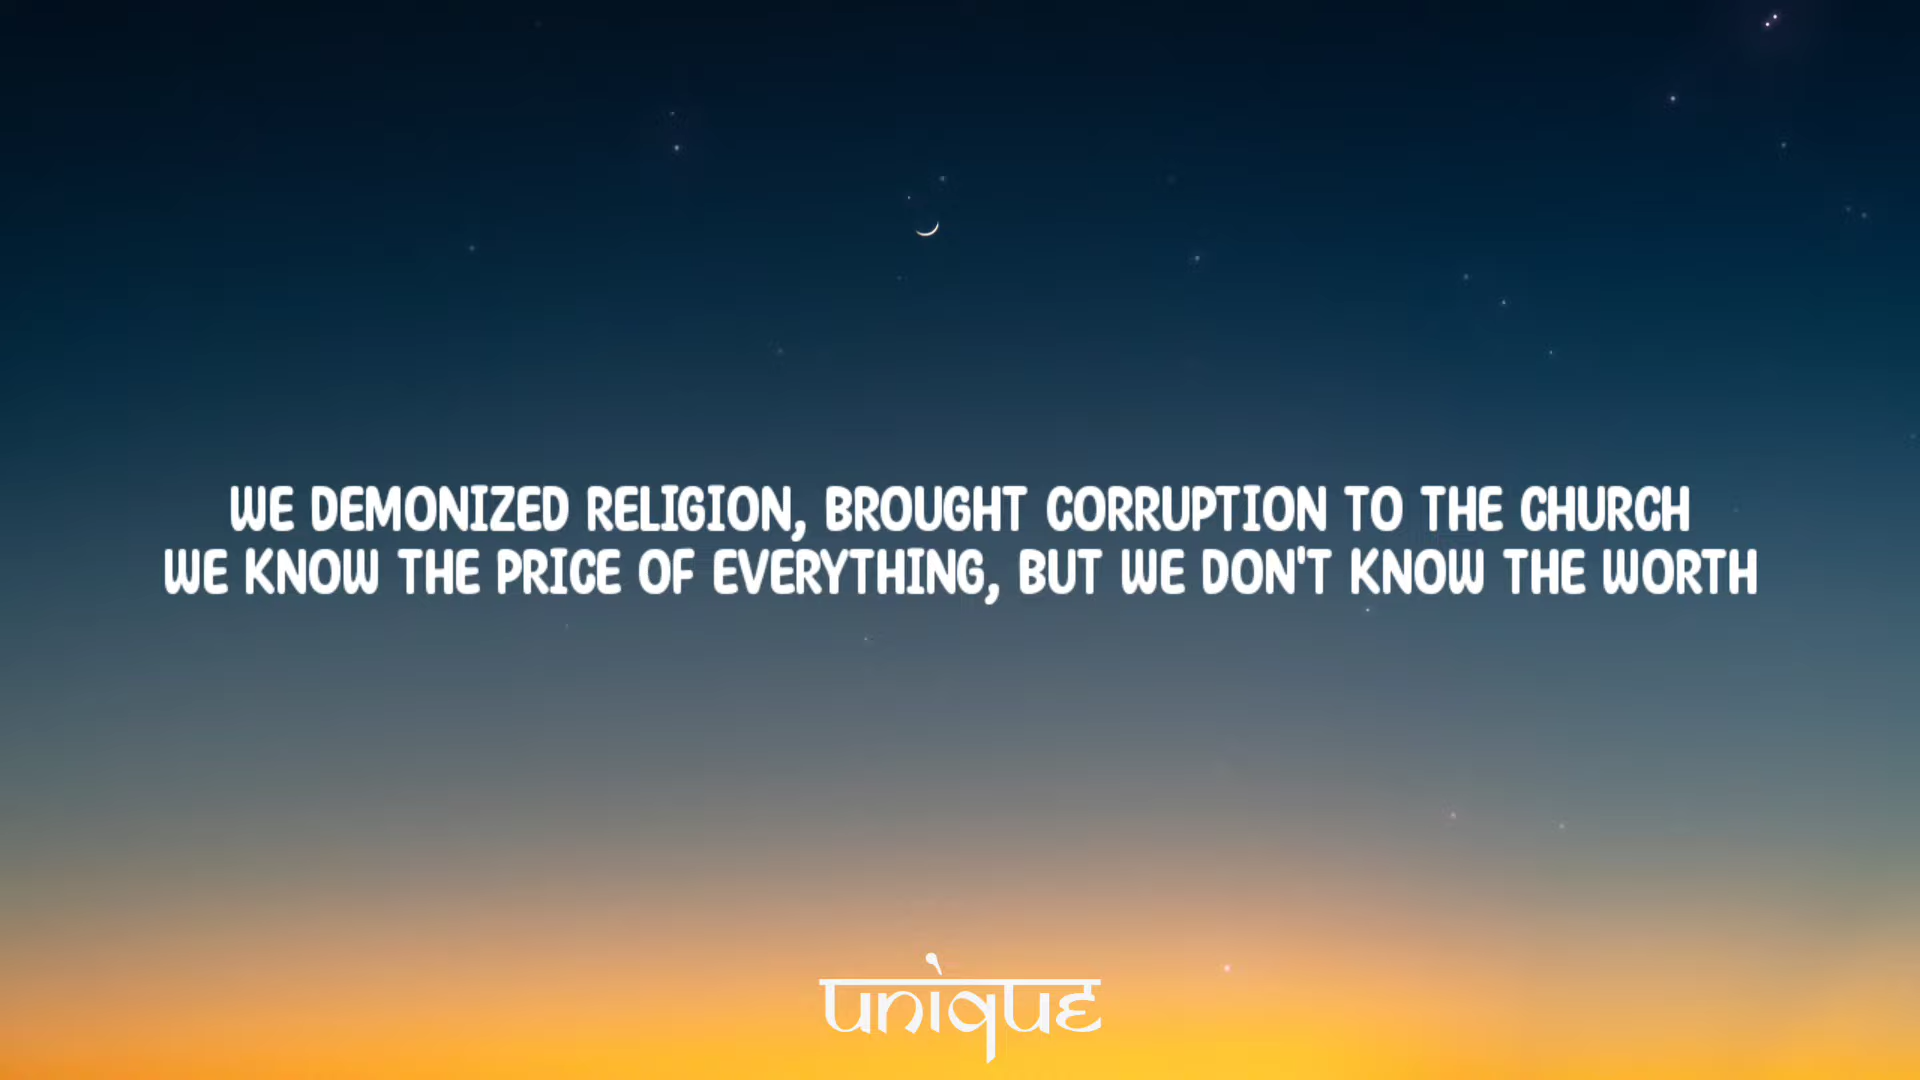 WE DEMONIZED RELIGION, BROUGHT CORRUPTION TO THE CHURCH
WE KNOW THE PRICE OF EVERYTHING, BUT WE DON'T KNOW THE WORTH
unique